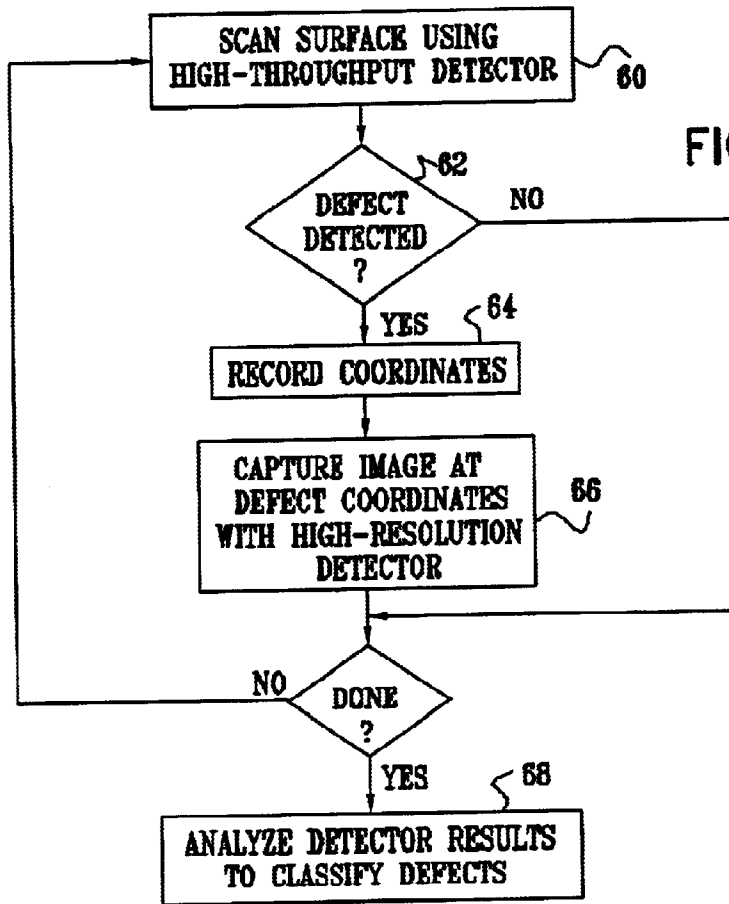 SCAN SURFACE USING
HIGH-THROUGHPUT DETECTOR
60
62
FIG
DEFECT
DETECTED
?
NO
YES
64
RECORD COORDINATES
CAPTURE IMAGE AT
DEFECT COORDINATES
WITH HIGH-RESOLUTION
DETECTOR
66
NO
DONE
?
YES
68
ANALYZE DETECTOR RESULTS
TO CLASSIFY DEFECTS